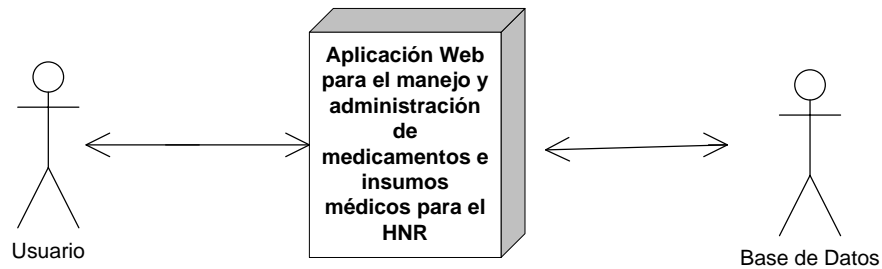 Aplicación Web
para el manejo y
administración
de
medicamentos e
insumos
médicos para el
HNR
Usuario
Base de Datos